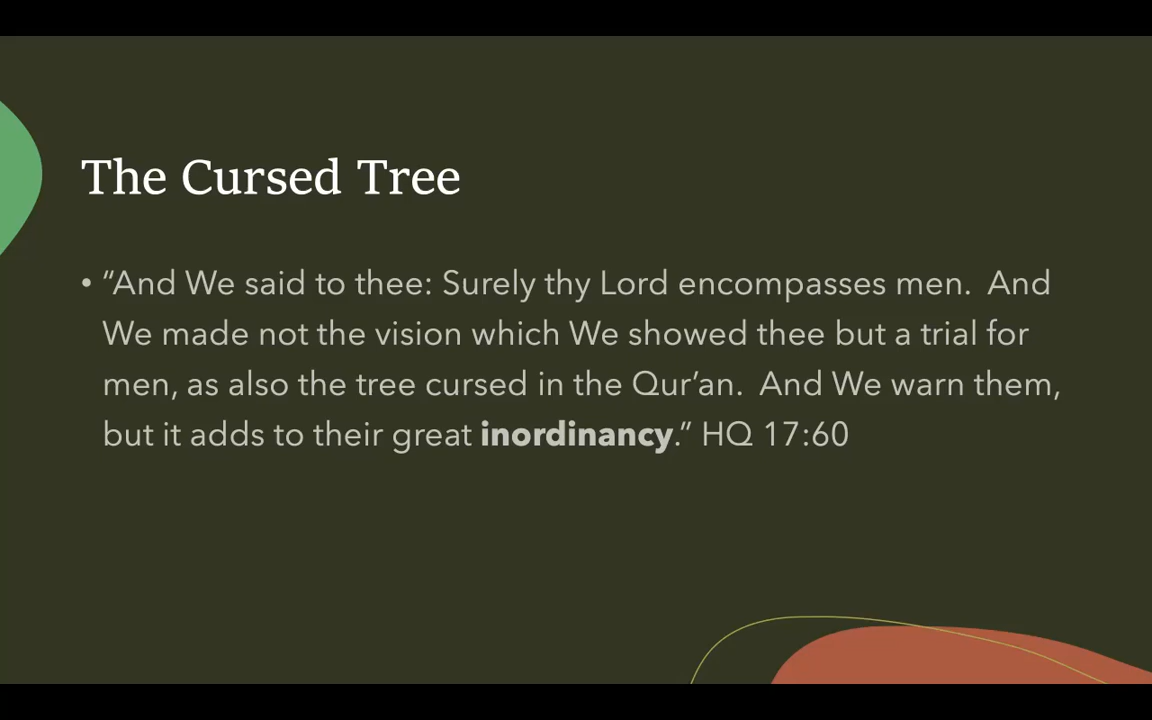 The Cursed Tree
• “And We said to thee: Surely thy Lord encompasses men.  And
We made not the vision which We showed thee but a trial for
men, as also the tree cursed in the Qur’an.  And We warn them,
but it adds to their great inordinancy.” HQ 17:60